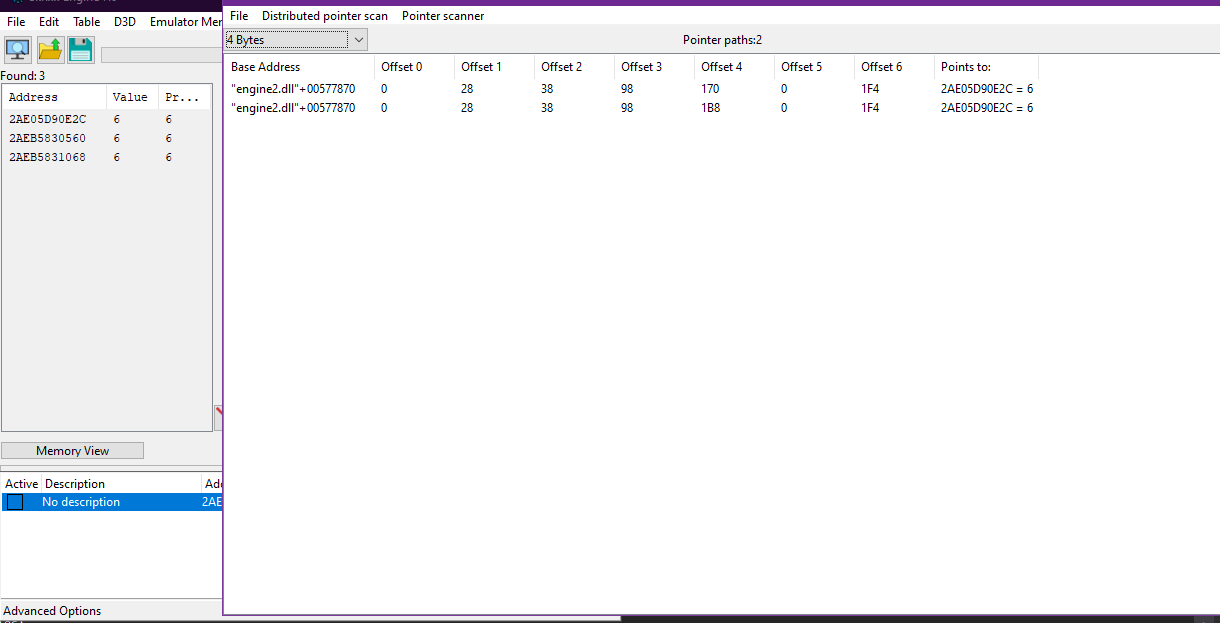 File Edit Table D3D Emulator Mer
Found: 3
Address Value Pr...
2AE05D90E2C 6 6
2AEB5830560 6 6
2AEB5831068 6 6
Memory View
Active Description Add
No description 2AE
Advanced Options
File Distributed pointer scan Pointer scanner
4 Bytes
Pointer paths:2
Base Address Offset 0 Offset 1 Offset 2 Offset 3 Offset 4 Offset 5 Offset 6 Points to:
"engine2.dll"+00577870 0 28 38 98 170 0 1F4 2AE05D90E2C = 6
"engine2.dll"+00577870 0 28 38 98 1B8 0 1F4 2AE05D90E2C = 6